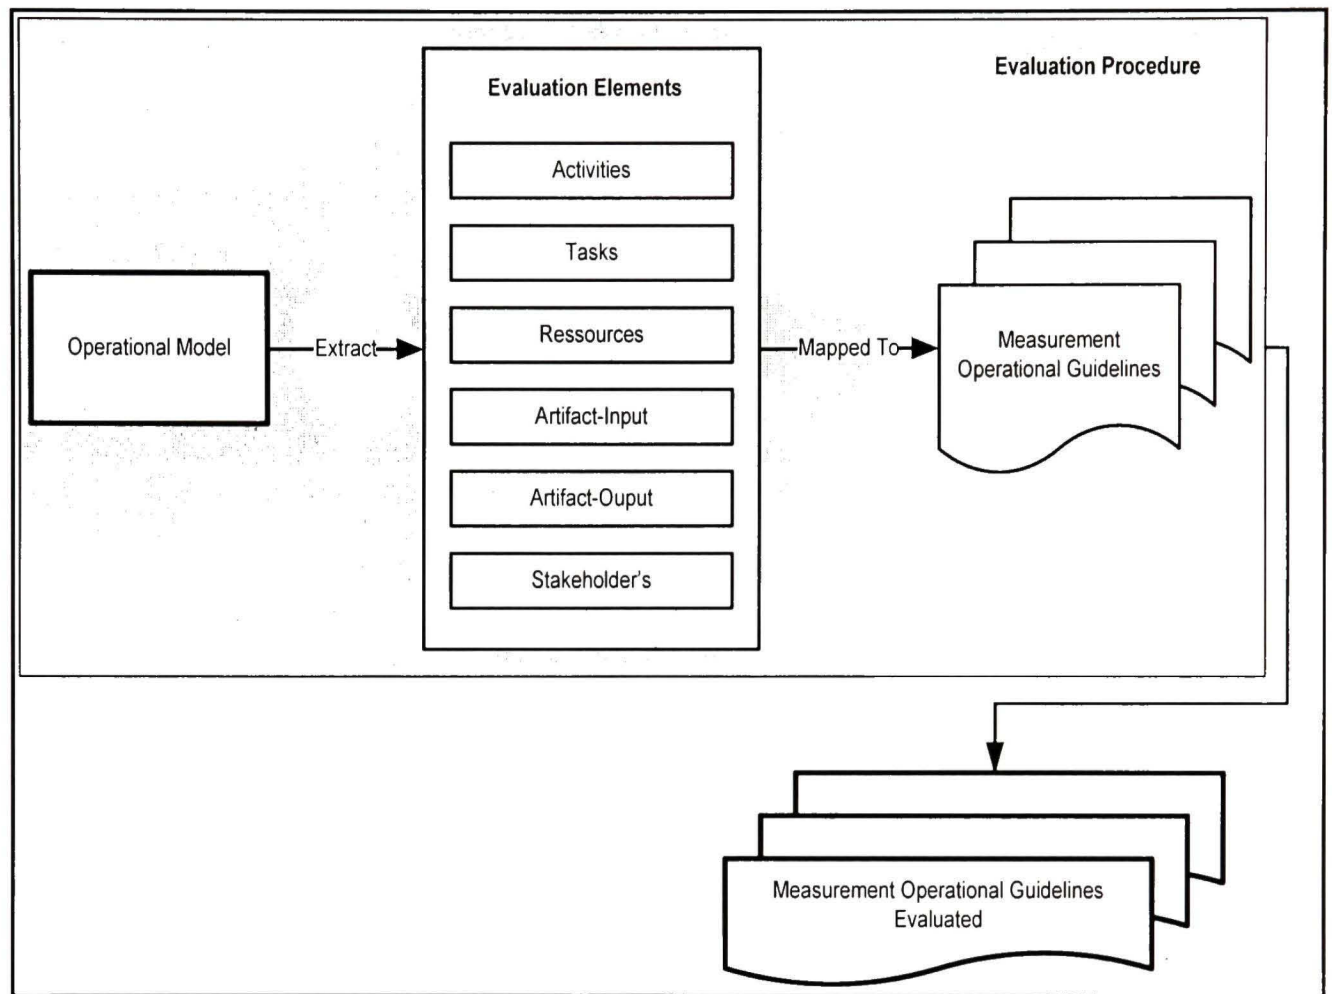 Evaluation Procedure
Evaluation Elements
Activities
Tasks
Ressources
Artifact-Input
Artifact-Ouput
Stakeholder's
Operational Model
Extract
Mapped To
Measurement
Operational Guidelines
Measurement Operational Guidelines
Evaluated